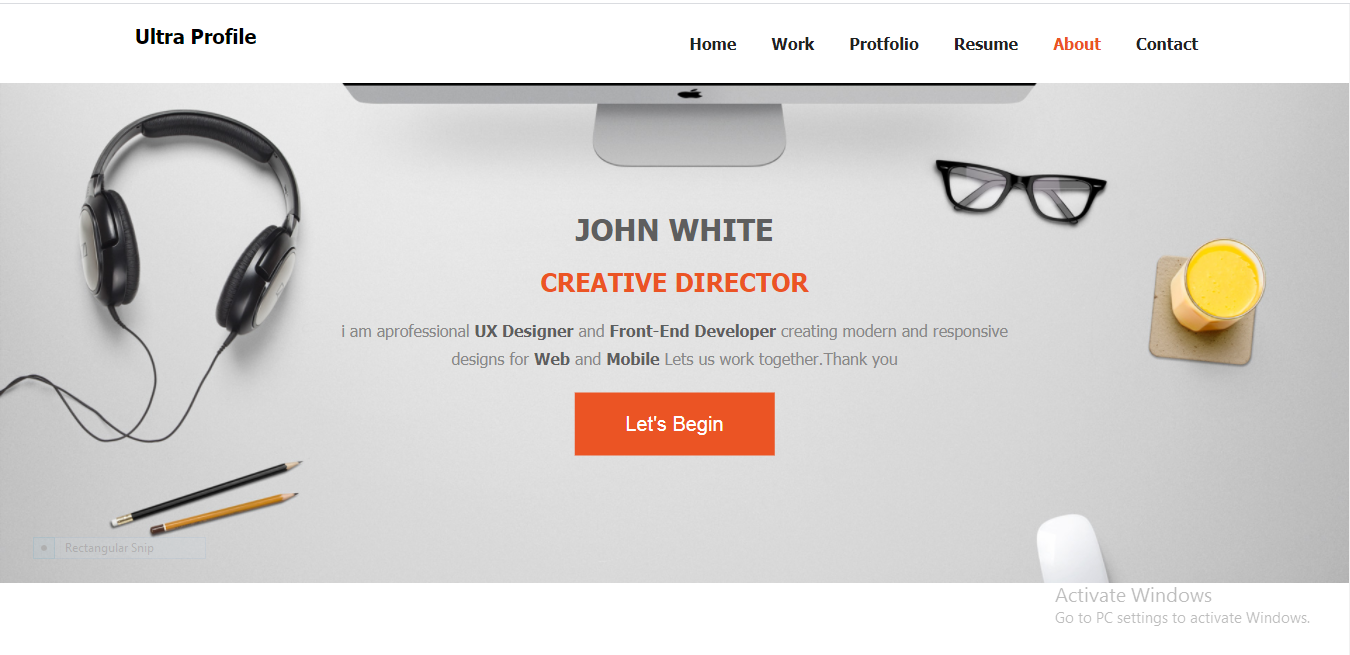 Ultra Profile
Home Work Protfolio Resume About Contact
JOHN WHITE
CREATIVE DIRECTOR
i am aprofessional UX Designer and Front-End Developer creating modern and responsive
designs for Web and Mobile Lets us work together.Thank you
Let's Begin
Rectangular Snip
Activate Windows
Go to PC settings to activate Windows.